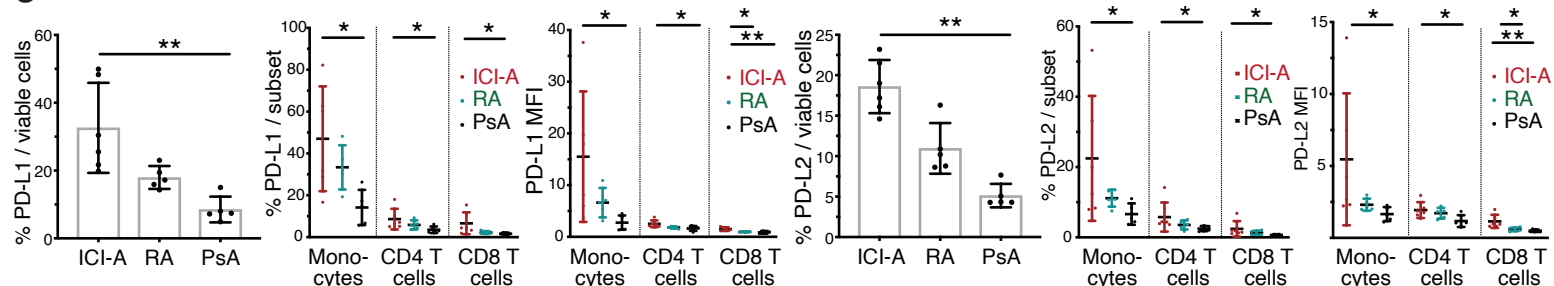 % PD-L1 / viable cells
60
40
20
0
**
ICI-A RA PsA
% PD-L1 / subset
100
80
60
40
20
0
* * *
ICI-A
RA
PsA
Mono-
cytes
CD4 T
cells
CD8 T
cells
PD-L1 MFI
40
30
20
10
0
* * *
**
ICI-A
RA
PsA
Mono-
cytes
CD4 T
cells
CD8 T
cells
% PD-L2 / viable cells
25
20
15
10
5
0
**
ICI-A RA PsA
% PD-L2 / subset
60
40
20
0
* * *
ICI-A
RA
PsA
Mono-
cytes
CD4 T
cells
CD8 T
cells
PD-L2 MFI
15
10
5
* * *
**
ICI-A
RA
PsA
Mono-
cytes
CD4 T
cells
CD8 T
cells